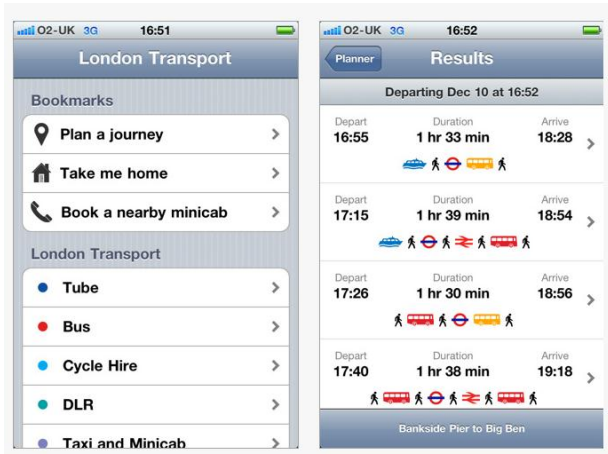 O2-UK 3G 16:51
London Transport
Bookmarks
Plan a journey
Take me home
Book a nearby minicab
London Transport
Tube
Bus
Cycle Hire
DLR
Taxi and Minicab
O2-UK 3G 16:52
Planner Results
Departing Dec 10 at 16:52
Depart Duration Arrive
16:55 1 hr 33 min 18:28
Depart Duration Arrive
17:15 1 hr 39 min 18:54
Depart Duration Arrive
17:26 1 hr 30 min 18:56
Depart Duration Arrive
17:40 1 hr 38 min 19:18
Bankside Pier to Big Ben